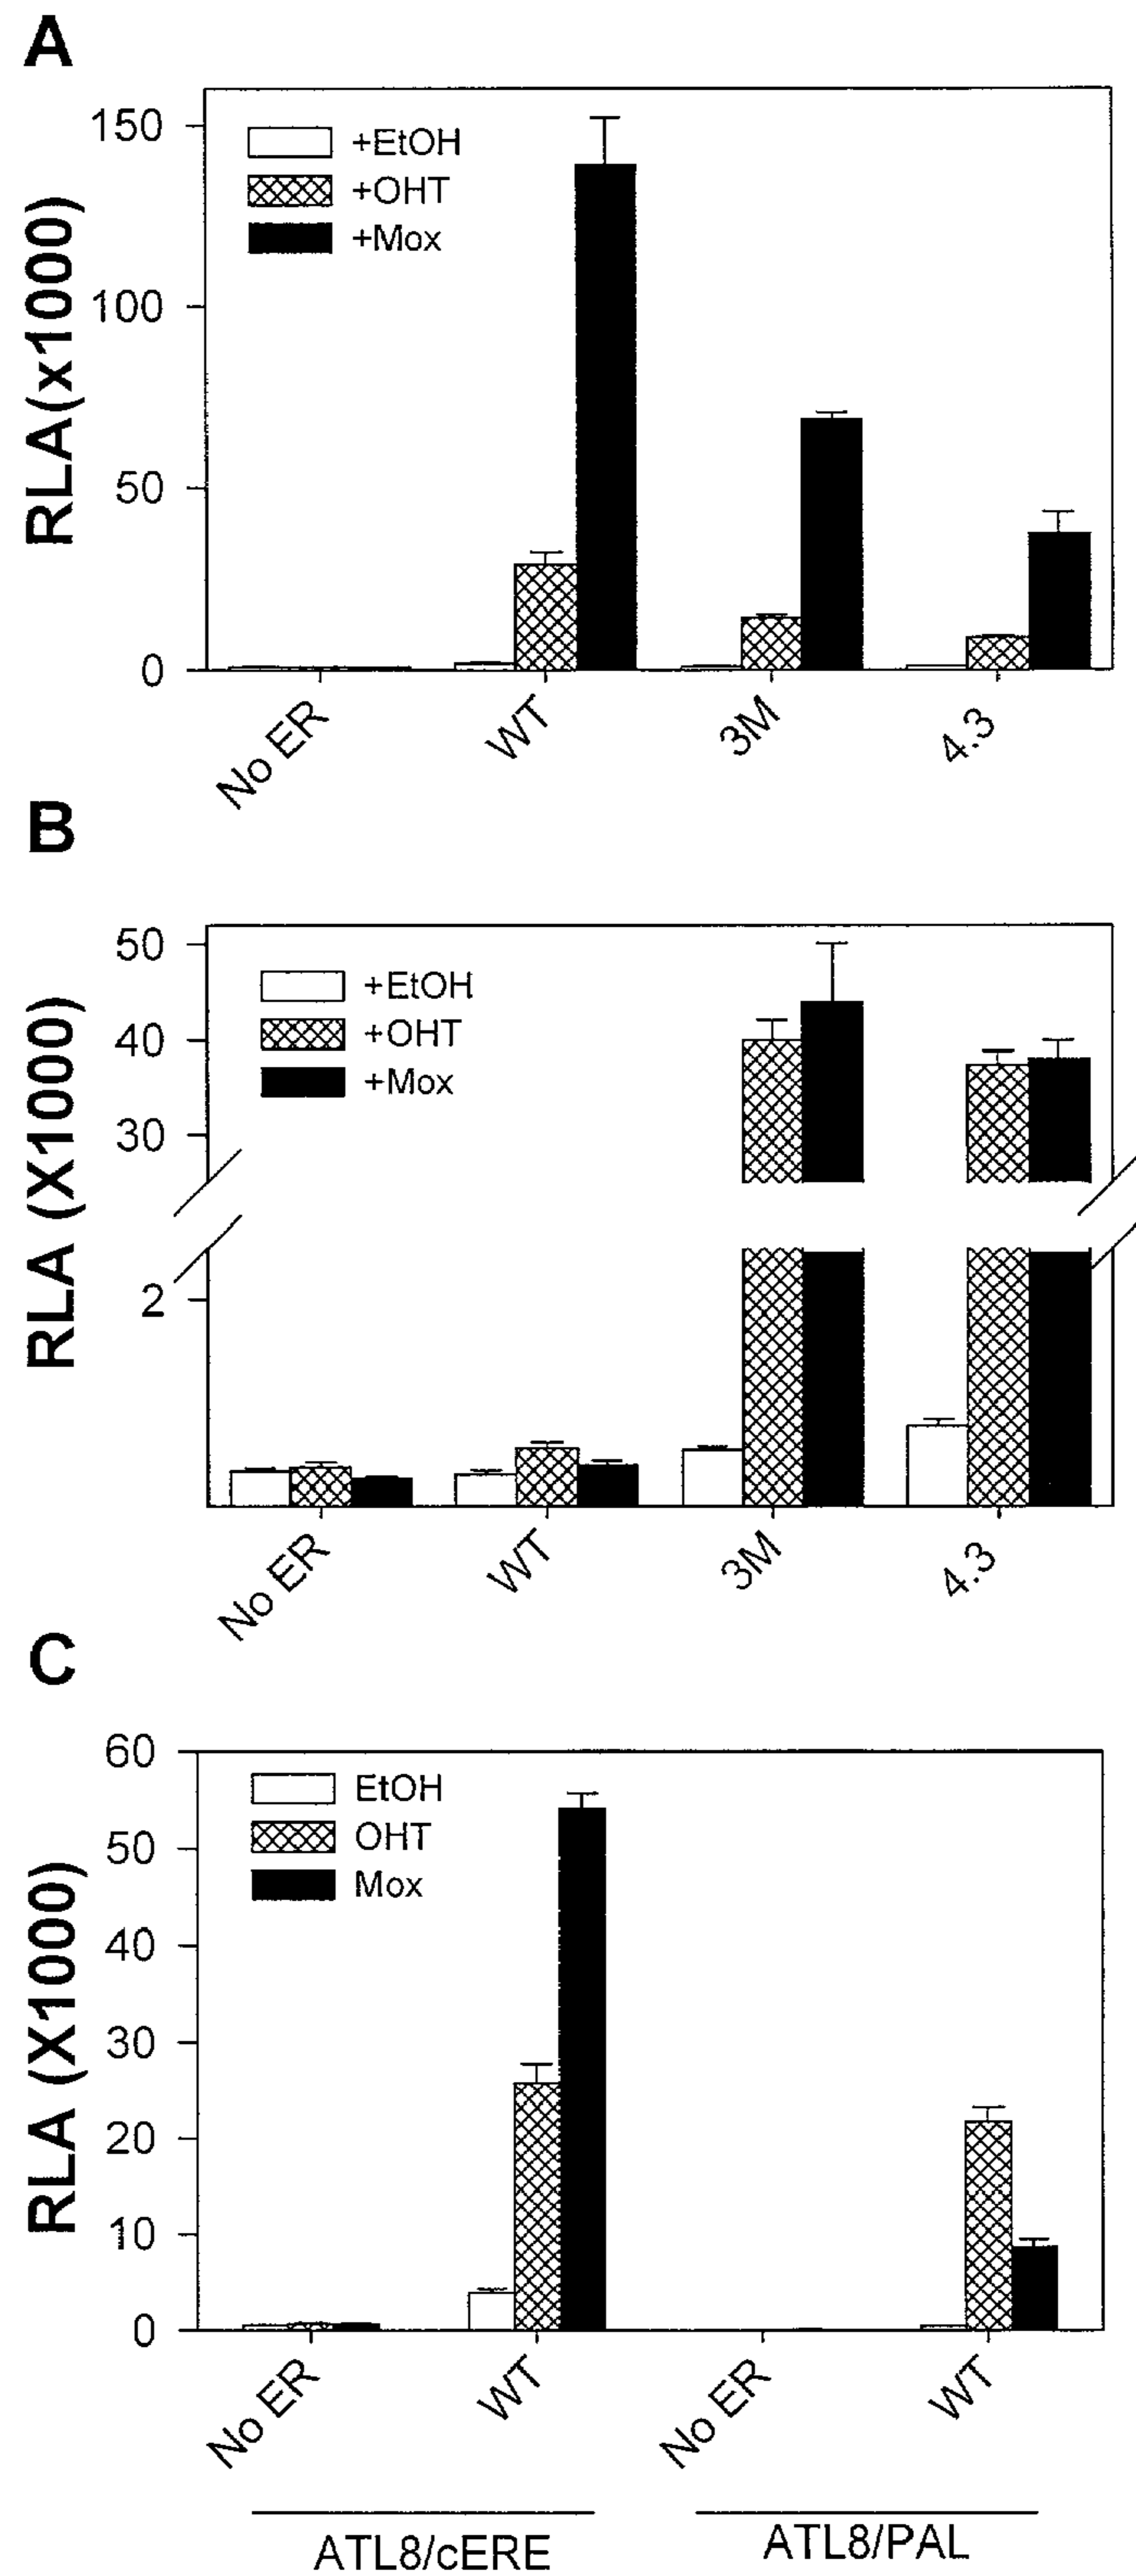 A
RLA(x1000)
150
100
50
0
+EtOH
+OHT
+Mox
No ER
WT
3M
4.3
B
RLA (X1000)
50
40
30
2
+EtOH
+OHT
+Mox
No ER
WT
3M
4.3
C
RLA (X1000)
60
50
40
30
20
10
0
EtOH
OHT
Mox
No ER
WT
No ER
WT
ATL8/cERE
ATL8/PAL